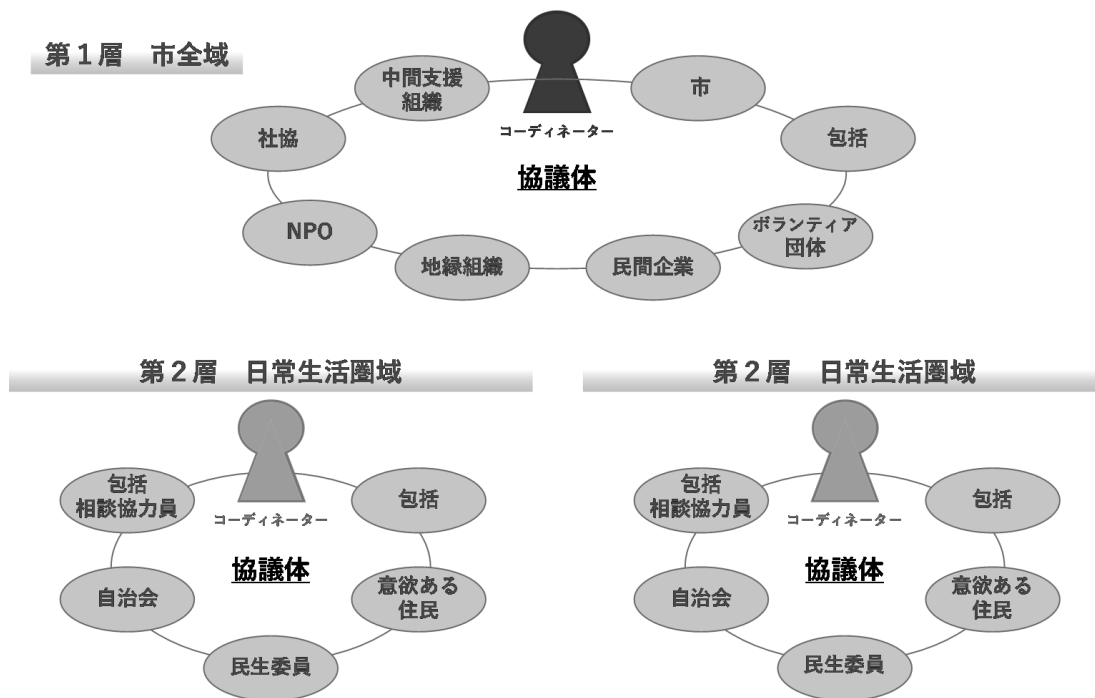 第１層　市全域
中間支援
組織
市
社協
コーディネーター
包括
協議体
NPO
ボランティア
団体
地縁組織
民間企業
第２層　日常生活圏域
包括
相談協力員
包括
コーディネーター
協議体
自治会
意欲ある
住民
民生委員
第２層　日常生活圏域
包括
相談協力員
包括
コーディネーター
協議体
自治会
意欲ある
住民
民生委員